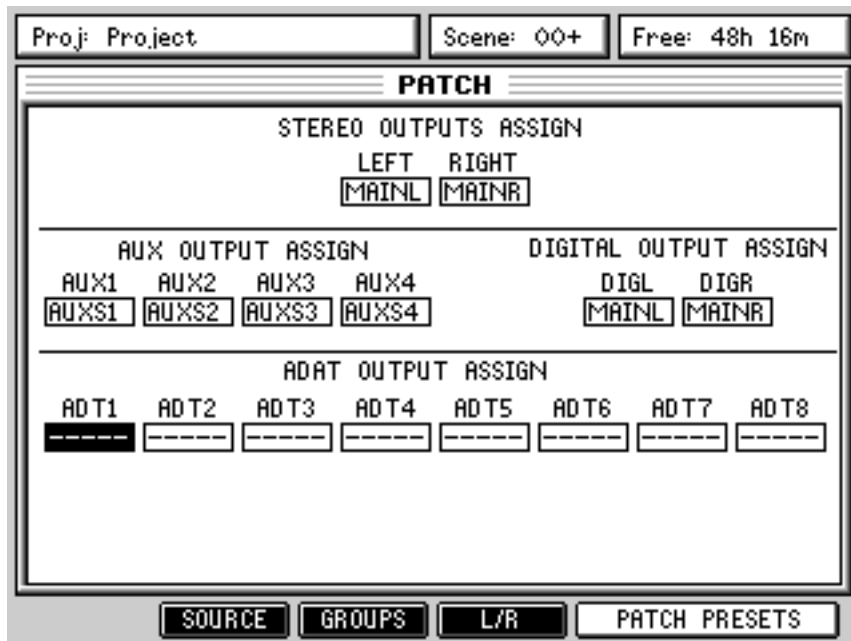 Proj: Project Scene: 00+ Free: 48h 16m
PATCH
STEREO OUTPUTS ASSIGN
LEFT RIGHT
MAINL MAINR
AUX OUTPUT ASSIGN DIGITAL OUTPUT ASSIGN
AUX1 AUX2 AUX3 AUX4 DIGL DIGR
AUXS1 AUXS2 AUXS3 AUXS4 MAINL MAINR
ADAT OUTPUT ASSIGN
ADT1 ADT2 ADT3 ADT4 ADT5 ADT6 ADT7 ADT8
----- ----- ----- ----- ----- ----- ----- -----
SOURCE GROUPS L/R PATCH PRESETS